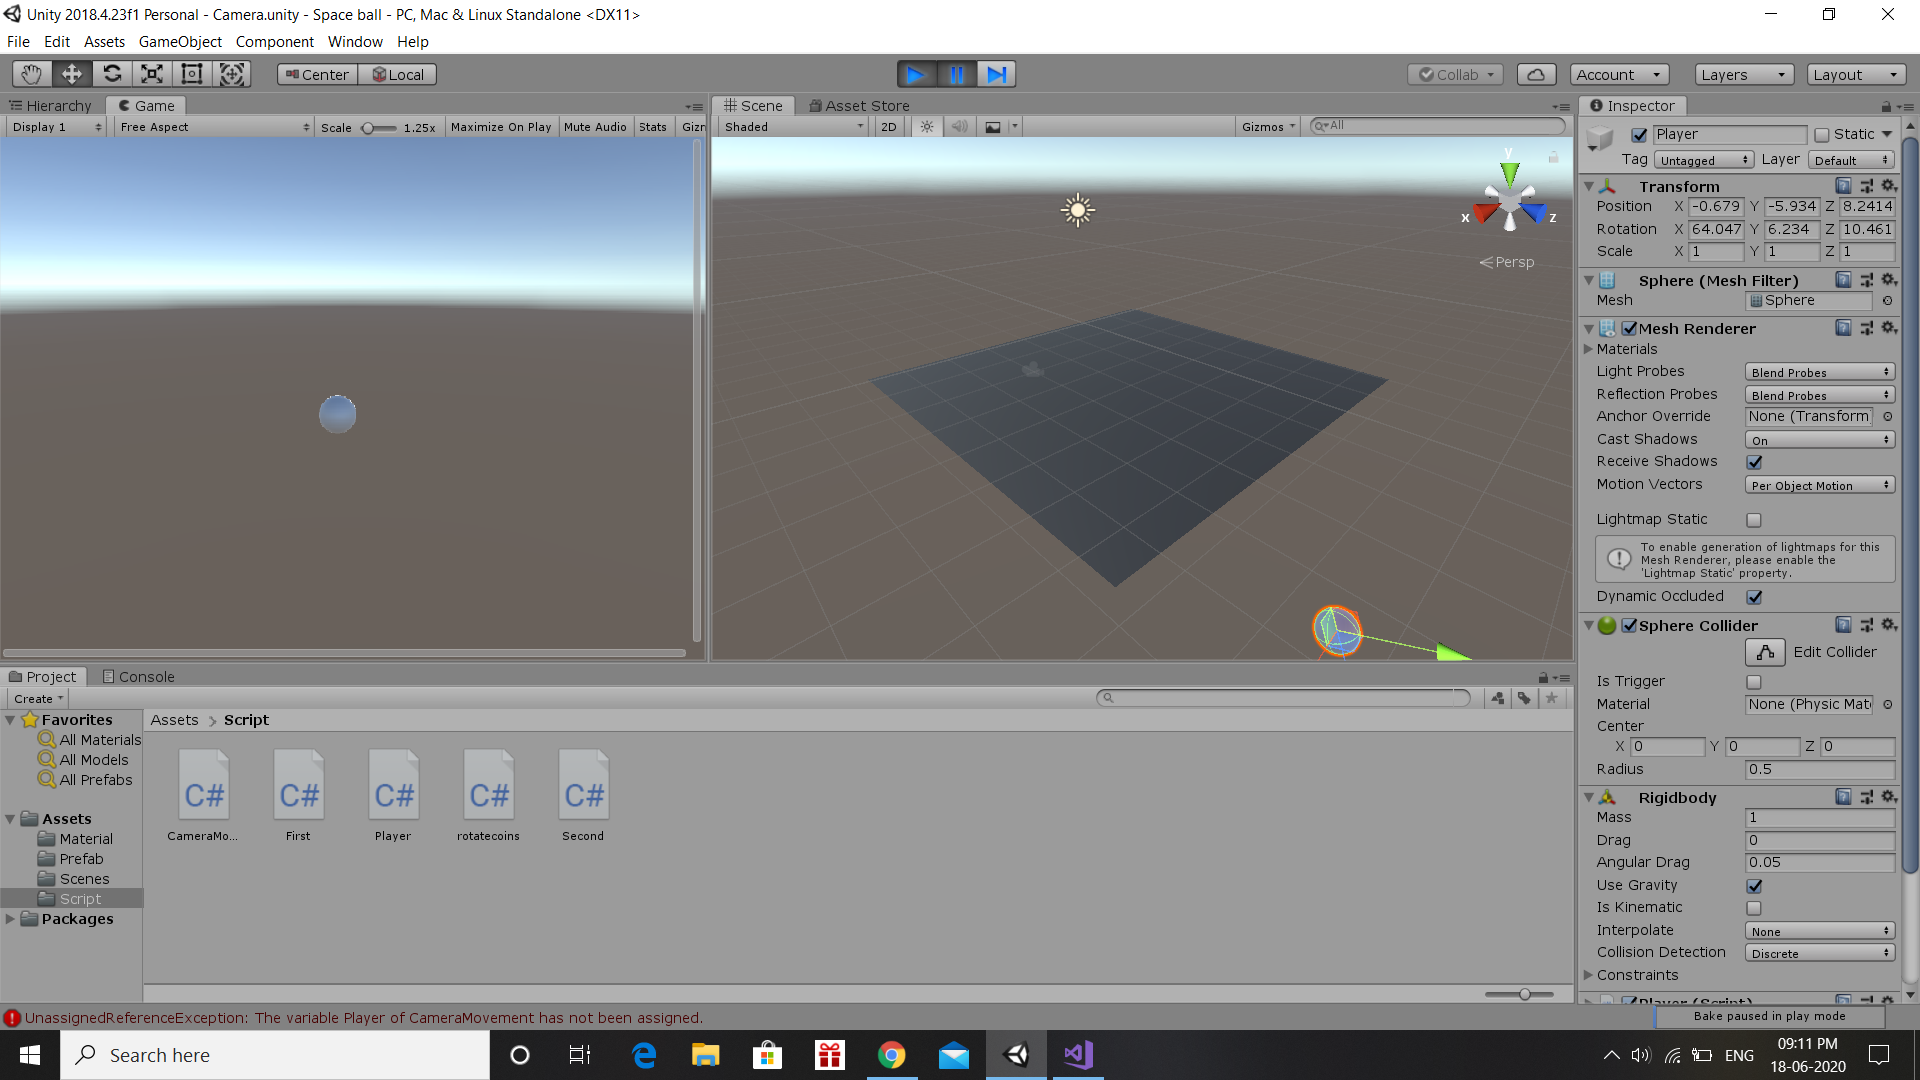 Unity 2018.4.23f1 Personal - Camera.unity - Space ball - PC, Mac & Linux Standalone <DX11>
File Edit Assets GameObject Component Window Help
Center Local Collab Account Layers Layout
Hierarchy Game Scene Asset Store Inspector
Display 1 Free Aspect Scale 1.25x Maximize On Play Mute Audio Stats Gizn
Shaded 2D Gizmos All
y
x
z
Persp
Player Static
Tag Untagged Layer Default
Transform
Position X -0.679 Y -5.934 Z 8.2414
Rotation X 64.047 Y 6.234 Z 10.461
Scale X 1 Y 1 Z 1
Sphere (Mesh Filter)
Mesh Sphere
Mesh Renderer
Materials
Light Probes Blend Probes
Reflection Probes Blend Probes
Anchor Override None (Transform
Cast Shadows On
Receive Shadows
Motion Vectors Per Object Motion
Lightmap Static
To enable generation of lightmaps for this
Mesh Renderer, please enable the
'Lightmap Static' property.
Dynamic Occluded
Sphere Collider
Edit Collider
Is Trigger
Material None (Physic Mat
Center
X 0 Y 0 Z 0
Radius 0.5
Rigidbody
Mass 1
Drag 0
Angular Drag 0.05
Use Gravity
Is Kinematic
Interpolate None
Collision Detection Discrete
Constraints
Player (Script)
Project Console
Create
Favorites
All Materials
All Models
All Prefabs
Assets
Material
Prefab
Scenes
Script
Packages
Assets > Script
C# C# C# C# C#
CameraMo... First Player rotatecoins Second
UnassignedReferenceException: The variable Player of CameraMovement has not been assigned.
Bake paused in play mode
Search here
ENG
09:11 PM
18-06-2020